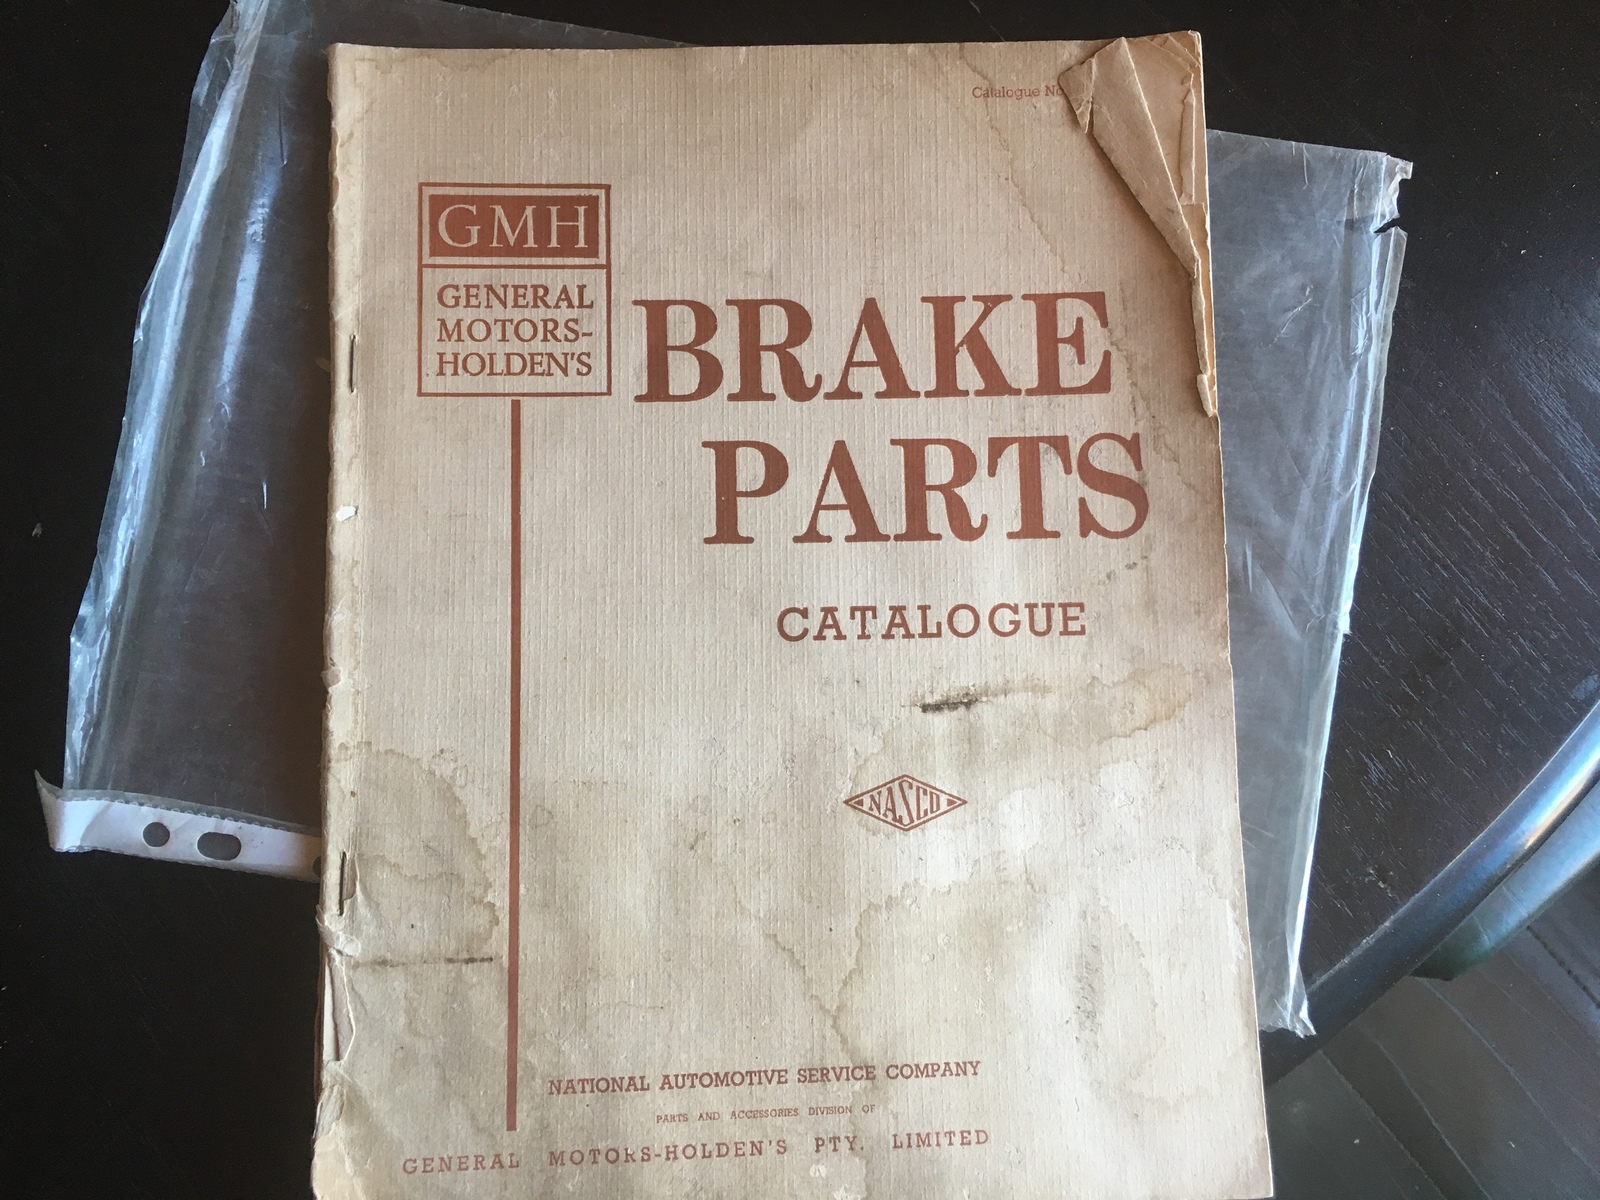 Catalogue No
GMH
GENERAL
MOTORS-
HOLDEN'S
BRAKE
PARTS
CATALOGUE
NASCO
NATIONAL AUTOMOTIVE SERVICE COMPANY
PARTS AND ACCESSORIES DIVISION OF
GENERAL MOTORS-HOLDEN'S PTY. LIMITED